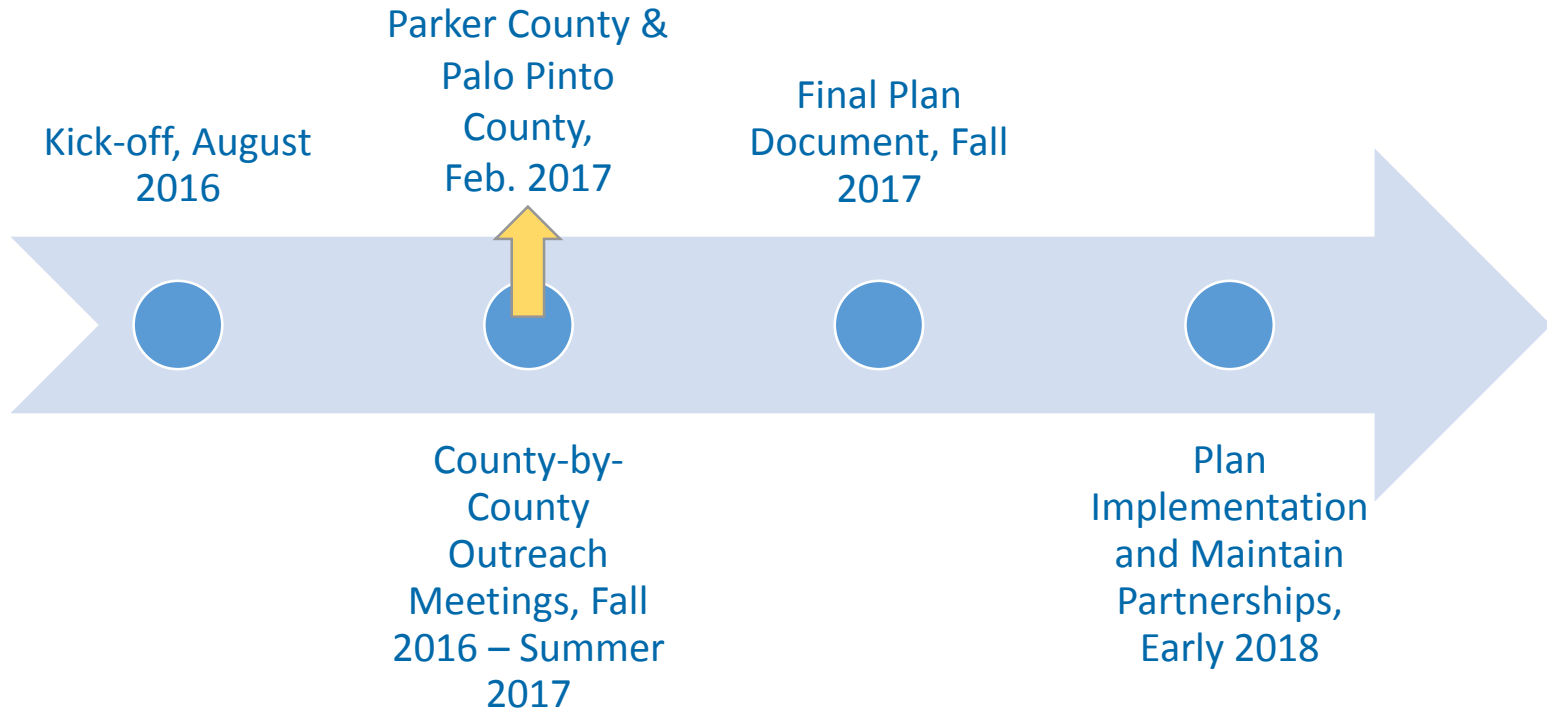 Kick-off, August
2016
Parker County &
Palo Pinto
County,
Feb. 2017
Final Plan
Document, Fall
2017
County-by-
County
Outreach
Meetings, Fall
2016 – Summer
2017
Plan
Implementation
and Maintain
Partnerships,
Early 2018